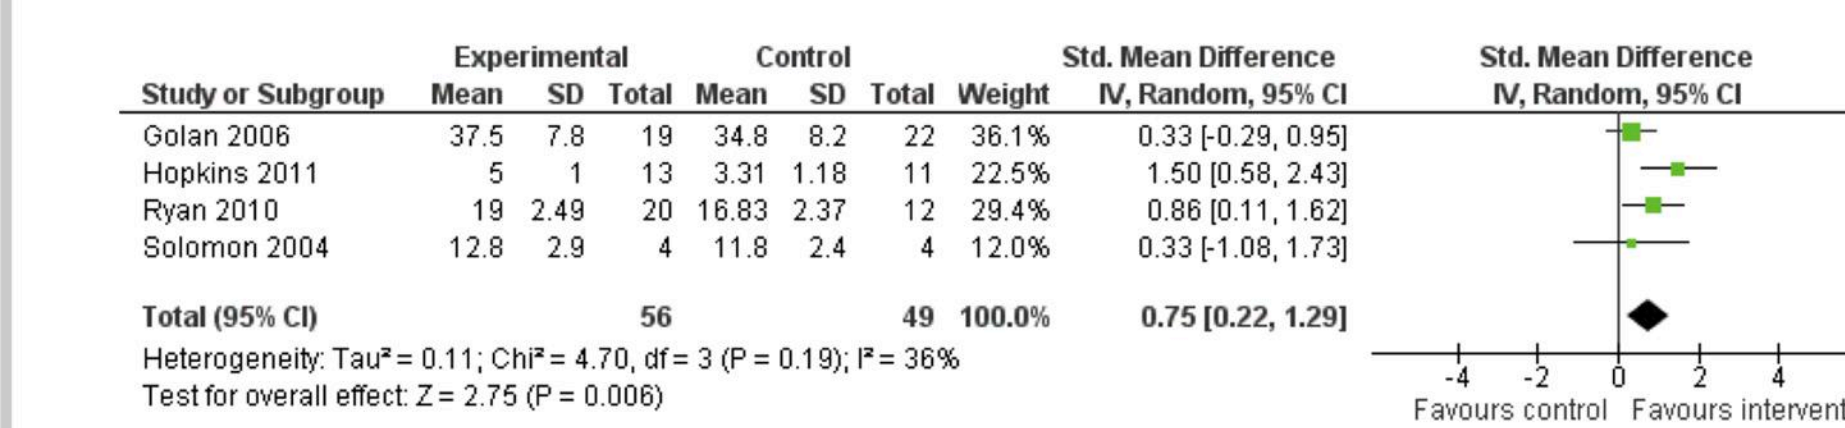 Experimental Control Std. Mean Difference Std. Mean Difference
Study or Subgroup Mean SD Total Mean SD Total Weight IV, Random, 95% CI IV, Random, 95% CI
Golan 2006 37.5 7.8 19 34.8 8.2 22 36.1% 0.33 [-0.29, 0.95]
Hopkins 2011 5 1 13 3.31 1.18 11 22.5% 1.50 [0.58, 2.43]
Ryan 2010 19 2.49 20 16.83 2.37 12 29.4% 0.86 [0.11, 1.62]
Solomon 2004 12.8 2.9 4 11.8 2.4 4 12.0% 0.33 [-1.08, 1.73]
Total (95% CI) 56 49 100.0% 0.75 [0.22, 1.29]
Heterogeneity: Tau² = 0.11; Chi² = 4.70, df = 3 (P = 0.19); I² = 36%
Test for overall effect: Z = 2.75 (P = 0.006)
-4 -2 0 2 4
Favours control Favours intervent